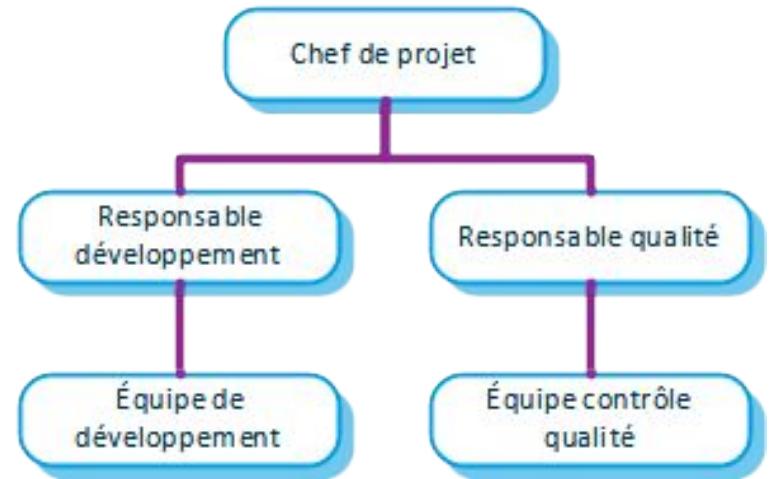 Chef de projet
Responsable
développement
Responsable qualité
Équipe de
développement
Équipe contrôle
qualité